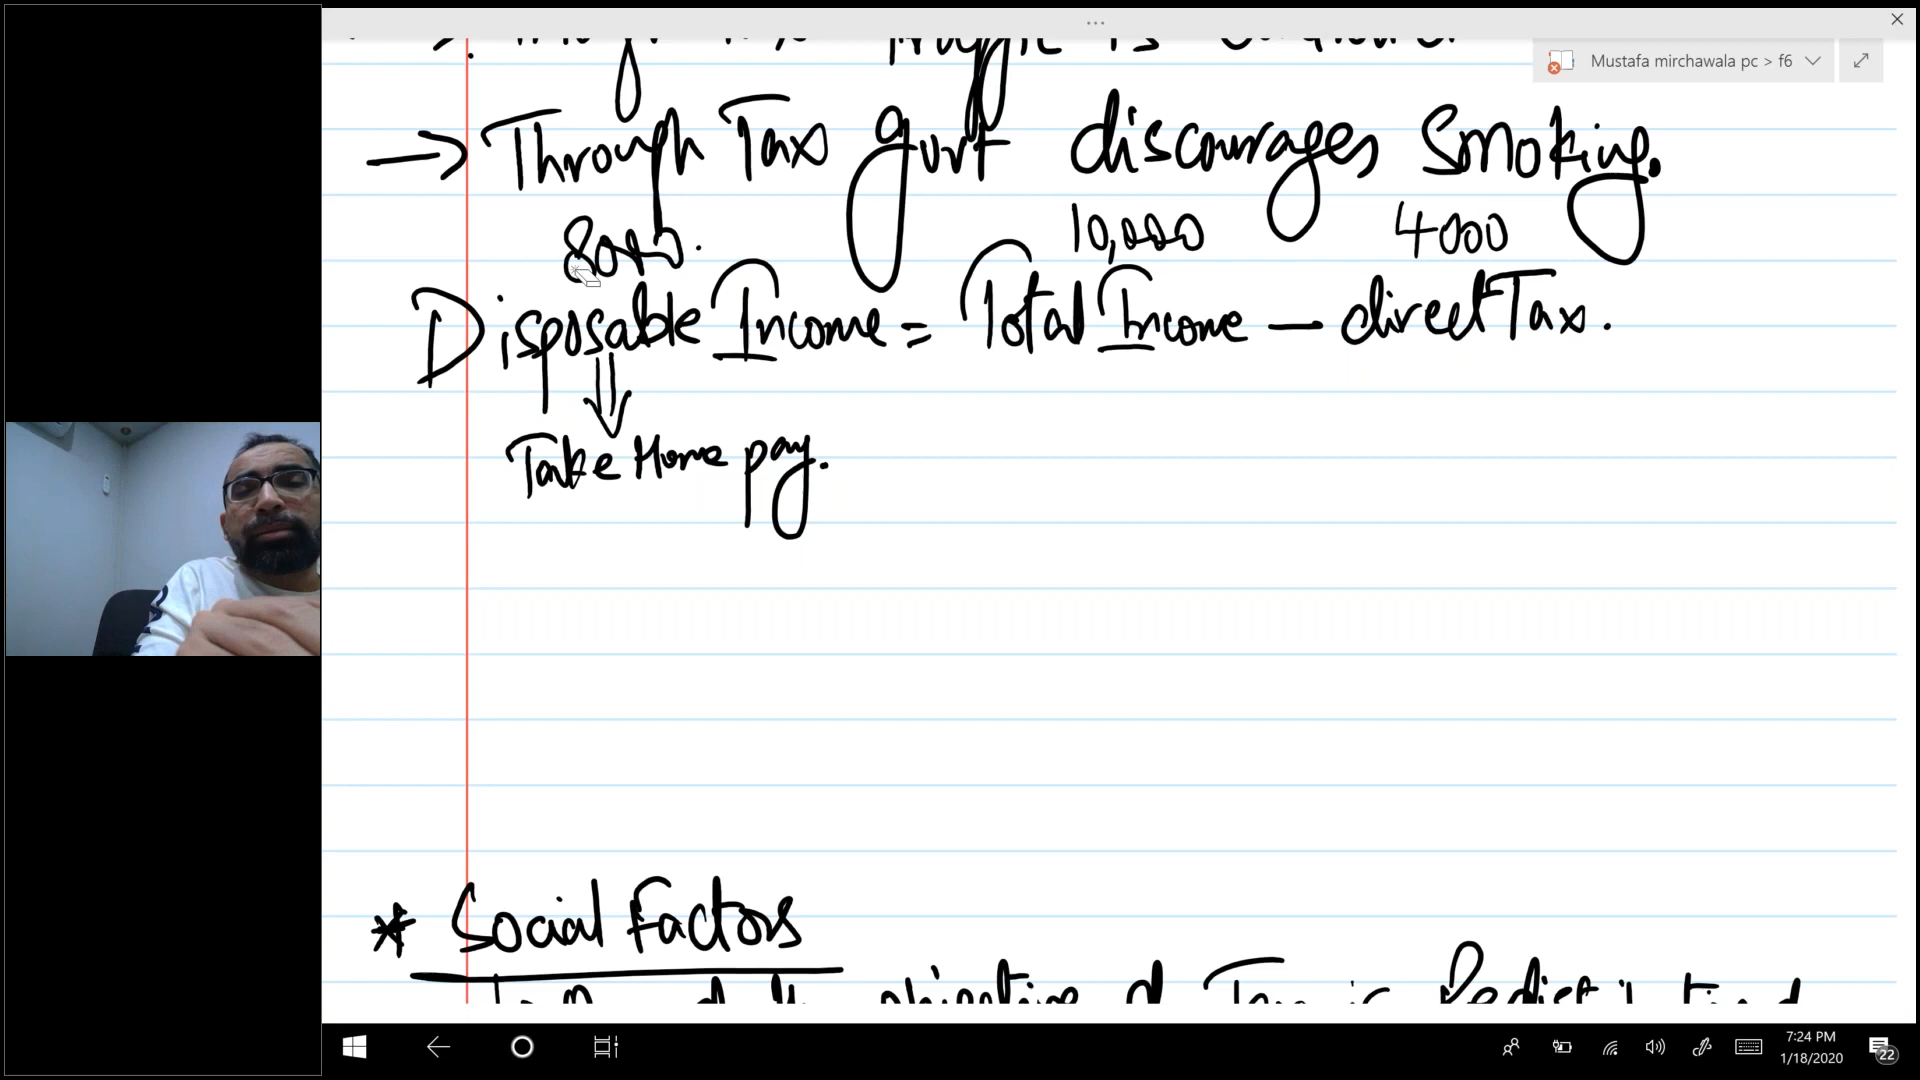 Mustafa mirchawala pc > f6
→ Through Tax govt discourages Smoking.
10,000 4000
Disposable Income = Total Income — direct Tax.
Take Home pay.
* Social Factors
7:24 PM
1/18/2020
22